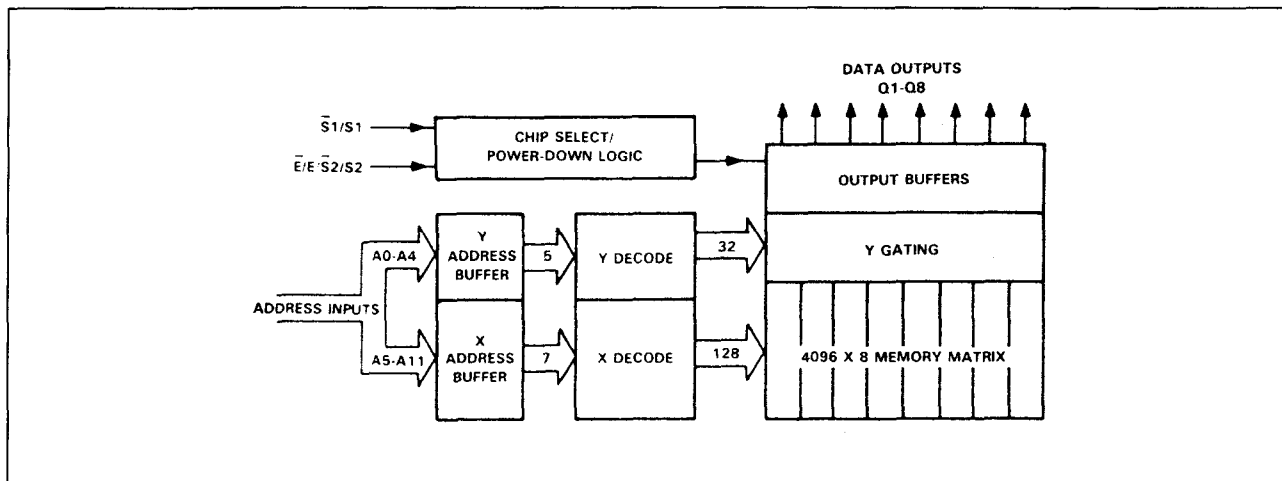 DATA OUTPUTS
Q1-Q8
S̅1/S1
CHIP SELECT/
POWER-DOWN LOGIC
E̅/E/S̅2/S2
OUTPUT BUFFERS
A0-A4
Y
ADDRESS
BUFFER
5
Y DECODE
32
Y GATING
ADDRESS INPUTS
A5-A11
X
ADDRESS
BUFFER
7
X DECODE
128
4096 X 8 MEMORY MATRIX